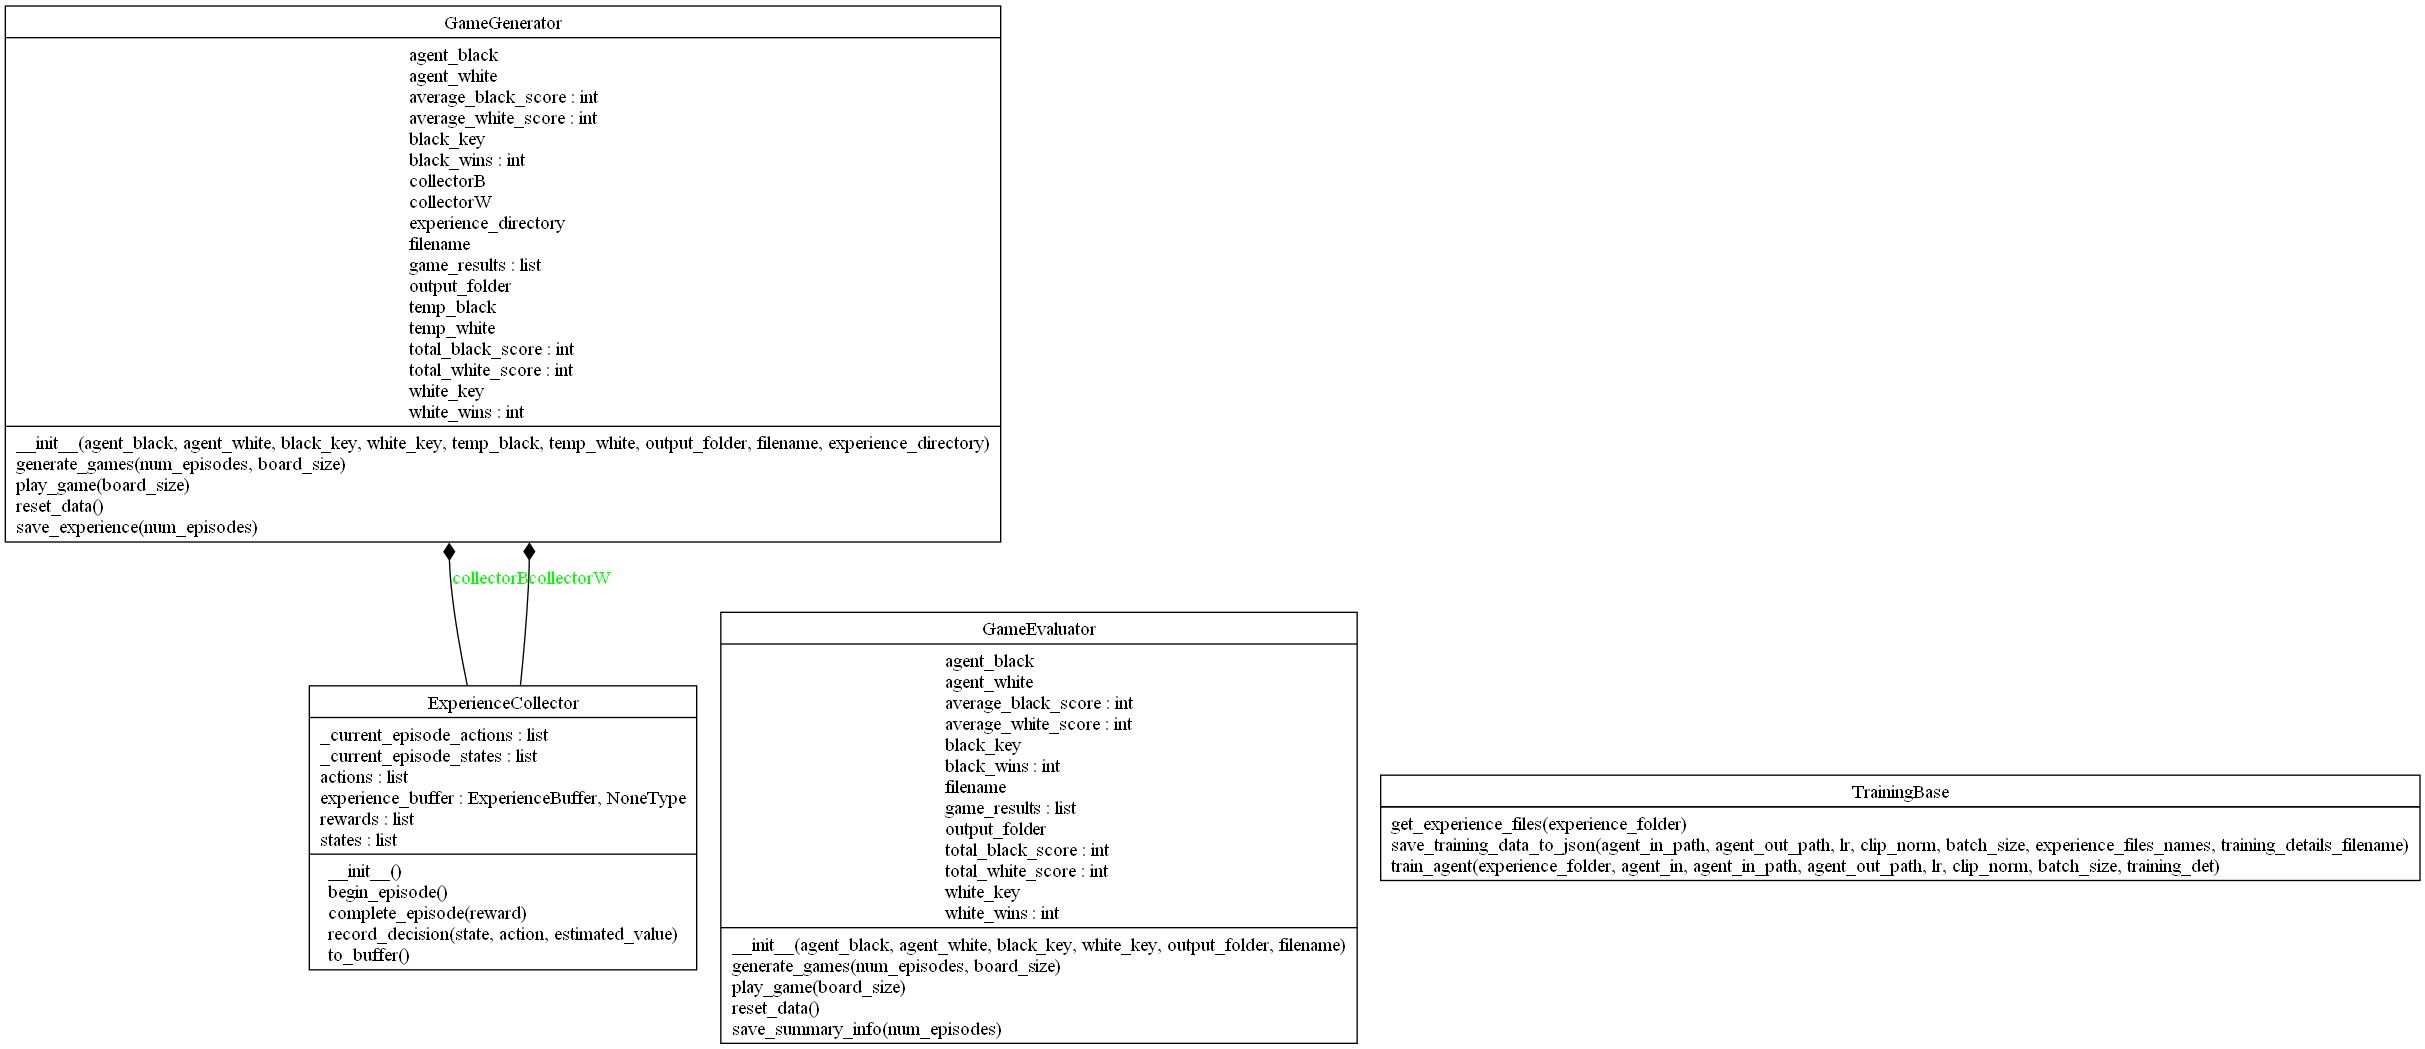 GameGenerator
agent_black
agent_white
average_black_score : int
average_white_score : int
black_key
black_wins : int
collectorB
collectorW
experience_directory
filename
game_results : list
output_folder
temp_black
temp_white
total_black_score : int
total_white_score : int
white_key
white_wins : int
__init__(agent_black, agent_white, black_key, white_key, temp_black, temp_white, output_folder, filename, experience_directory)
generate_games(num_episodes, board_size)
play_game(board_size)
reset_data()
save_experience(num_episodes)
collectorB
collectorW
ExperienceCollector
_current_episode_actions : list
_current_episode_states : list
actions : list
experience_buffer : ExperienceBuffer, NoneType
rewards : list
states : list
__init__()
begin_episode()
complete_episode(reward)
record_decision(state, action, estimated_value)
to_buffer()
GameEvaluator
agent_black
agent_white
average_black_score : int
average_white_score : int
black_key
black_wins : int
filename
game_results : list
output_folder
total_black_score : int
total_white_score : int
white_key
white_wins : int
__init__(agent_black, agent_white, black_key, white_key, output_folder, filename)
generate_games(num_episodes, board_size)
play_game(board_size)
reset_data()
save_summary_info(num_episodes)
TrainingBase
get_experience_files(experience_folder)
save_training_data_to_json(agent_in_path, agent_out_path, lr, clip_norm, batch_size, experience_files_names, training_details_filename)
train_agent(experience_folder, agent_in, agent_in_path, agent_out_path, lr, clip_norm, batch_size, training_det)